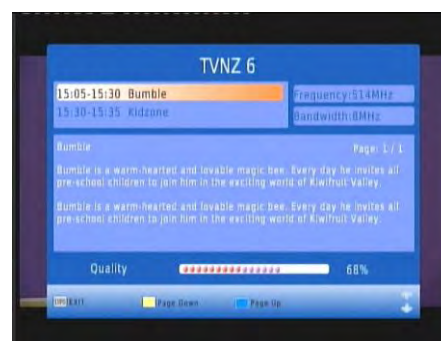 TVNZ 6
15:05-15:30 Bumble
Frequency:514MHz
15:30-15:35 Kidzone
Bandwidth:8MHz
Bumble
Page: 1/1
Bumble is a warm-hearted and lovable magic bee. Every day he invites all
pre-school children to join him in the exciting world of Kiwifruit Valley.
Bumble is a warm-hearted and lovable magic bee. Every day he invites all
pre-school children to join him in the exciting world of Kiwifruit Valley.
Quality 68%
Exit
Page Down
Page Up